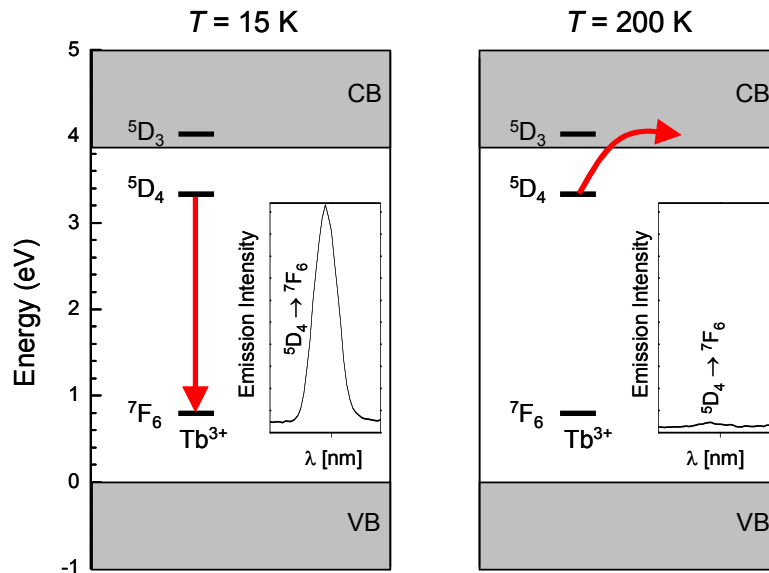 T = 15 K
T = 200 K
Energy (eV)
5
4
3
2
1
0
-1
CB
⁵D₃
⁵D₄
⁷F₆
Tb³⁺
VB
Emission Intensity
⁵D₄ → ⁷F₆
λ [nm]
CB
⁵D₃
⁵D₄
⁷F₆
Tb³⁺
VB
Emission Intensity
⁵D₄ → ⁷F₆
λ [nm]